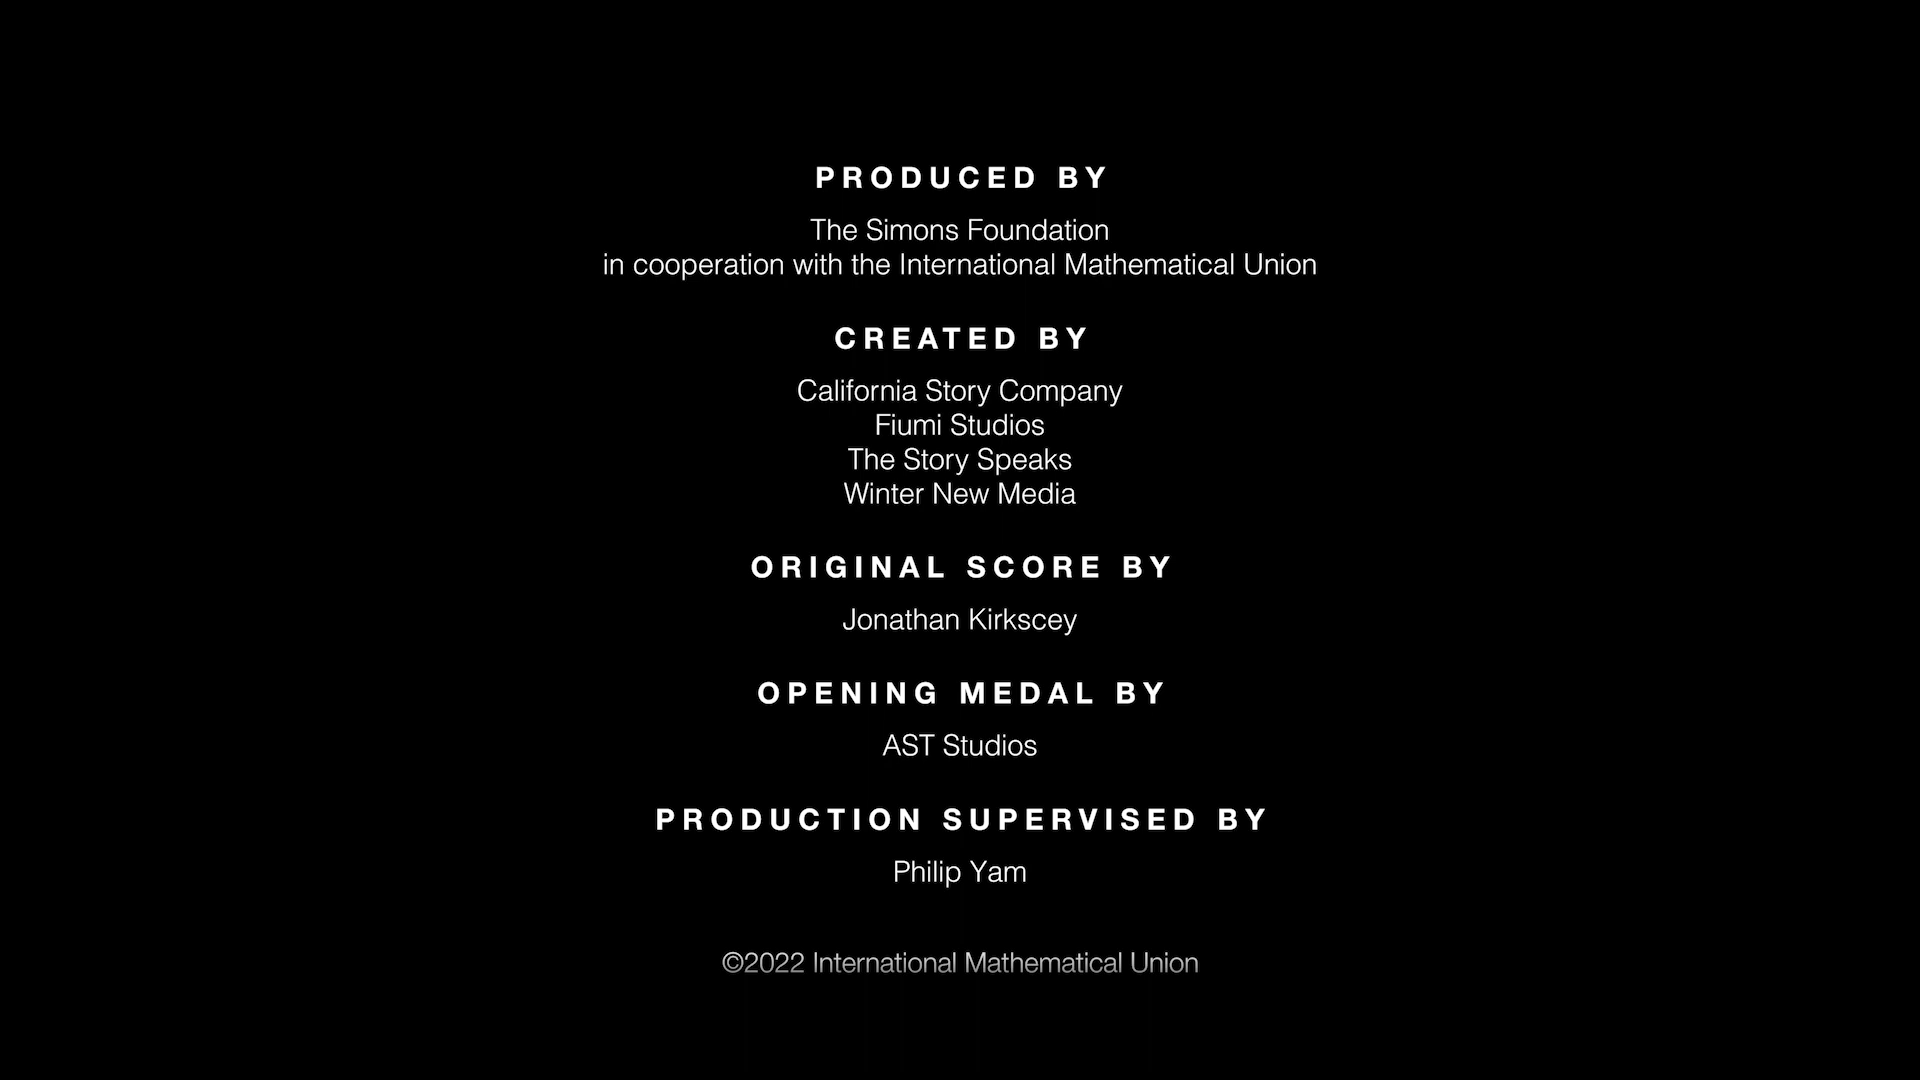 PRODUCED BY
The Simons Foundation
in cooperation with the International Mathematical Union
CREATED BY
California Story Company
Fiumi Studios
The Story Speaks
Winter New Media
ORIGINAL SCORE BY
Jonathan Kirkscey
OPENING MEDAL BY
AST Studios
PRODUCTION SUPERVISED BY
Philip Yam
©2022 International Mathematical Union